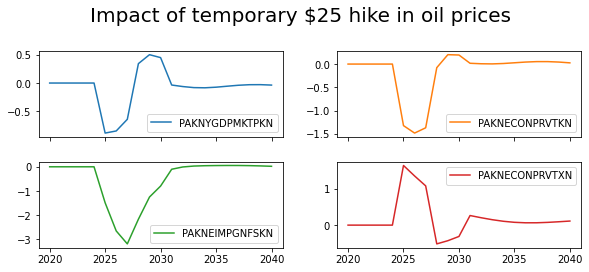 Impact of temporary $25 hike in oil prices
0.5
0.0
−0.5
PAKNYGDPMKTPKN
0.0
−0.5
−1.0
−1.5
PAKNECONPRVTKN
0
−1
−2
−3
PAKNEIMPGNFSKN
2020 2025 2030 2035 2040
1
0
PAKNECONPRVTXN
2020 2025 2030 2035 2040